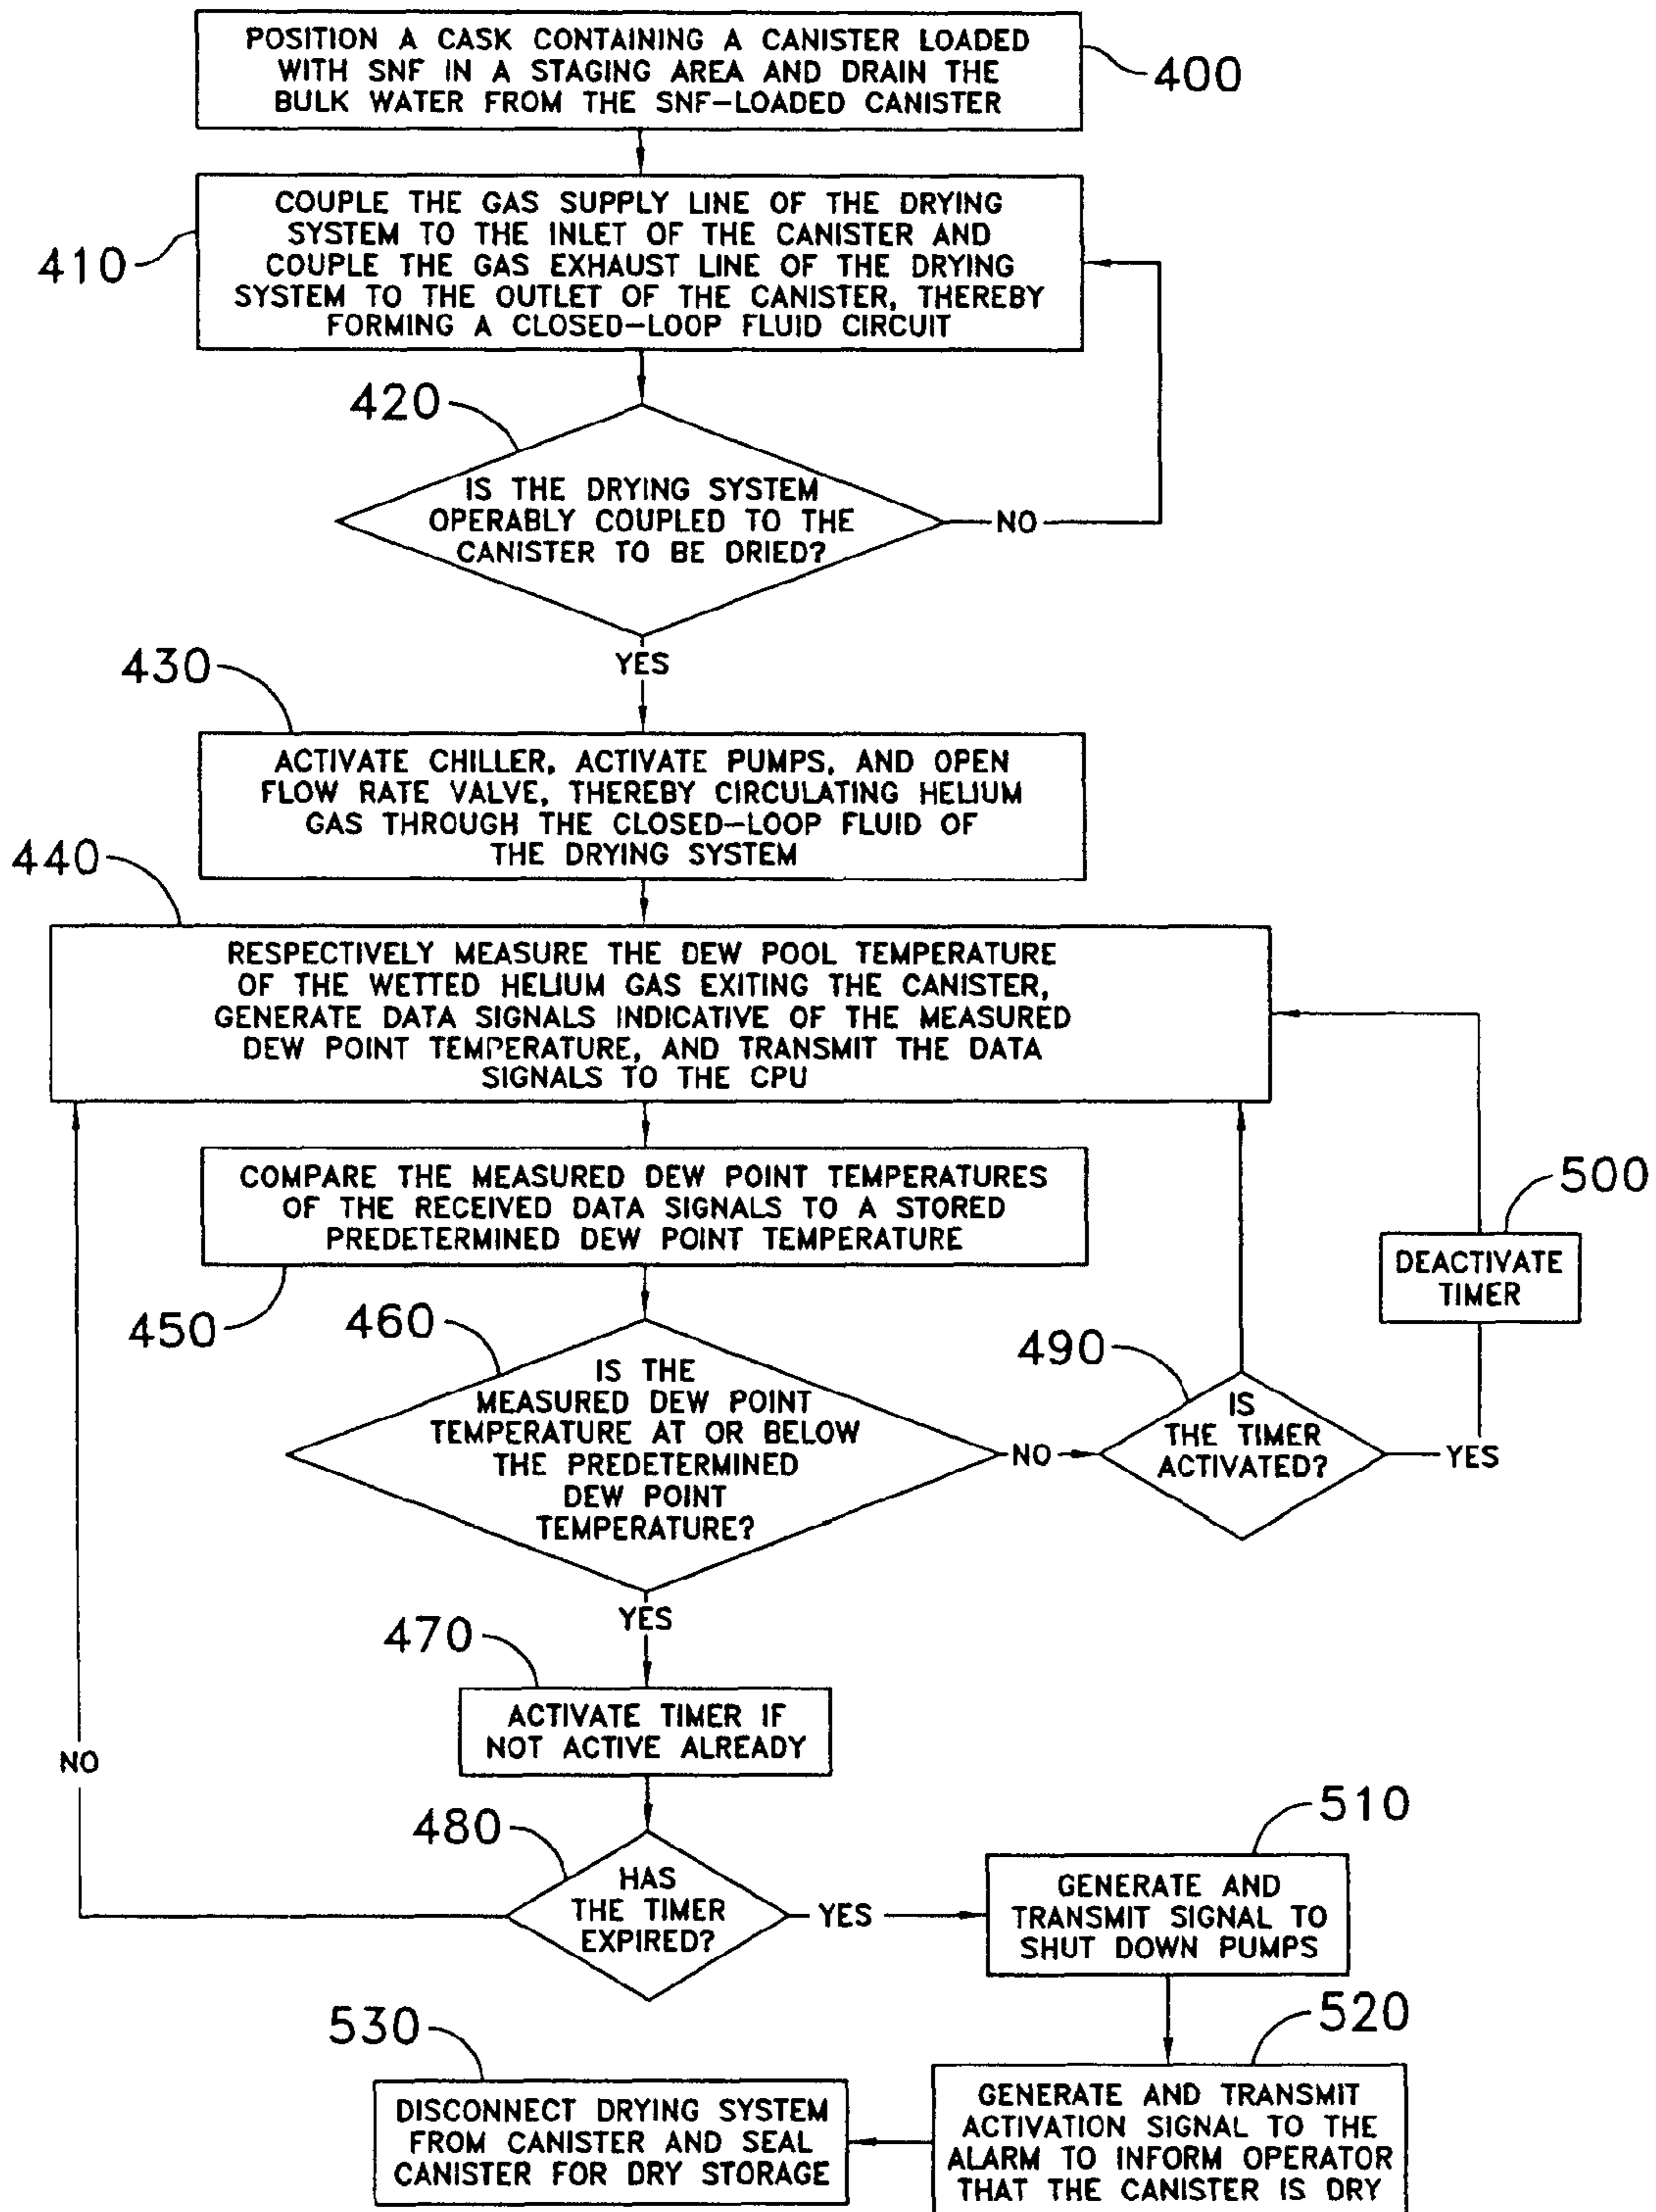 POSITION A CASK CONTAINING A CANISTER LOADED
WITH SNF IN A STAGING AREA AND DRAIN THE
BULK WATER FROM THE SNF-LOADED CANISTER
400
COUPLE THE GAS SUPPLY LINE OF THE DRYING
SYSTEM TO THE INLET OF THE CANISTER AND
COUPLE THE GAS EXHAUST LINE OF THE DRYING
SYSTEM TO THE OUTLET OF THE CANISTER, THEREBY
FORMING A CLOSED-LOOP FLUID CIRCUIT
410
420
IS THE DRYING SYSTEM
OPERABLY COUPLED TO THE
CANISTER TO BE DRIED?
NO
YES
430
ACTIVATE CHILLER, ACTIVATE PUMPS, AND OPEN
FLOW RATE VALVE, THEREBY CIRCULATING HELIUM
GAS THROUGH THE CLOSED-LOOP FLUID OF
THE DRYING SYSTEM
440
RESPECTIVELY MEASURE THE DEW POOL TEMPERATURE
OF THE WETTED HELIUM GAS EXITING THE CANISTER,
GENERATE DATA SIGNALS INDICATIVE OF THE MEASURED
DEW POINT TEMPERATURE, AND TRANSMIT THE DATA
SIGNALS TO THE CPU
COMPARE THE MEASURED DEW POINT TEMPERATURES
OF THE RECEIVED DATA SIGNALS TO A STORED
PREDETERMINED DEW POINT TEMPERATURE
450
500
DEACTIVATE
TIMER
460
IS THE
MEASURED DEW POINT
TEMPERATURE AT OR BELOW
THE PREDETERMINED
DEW POINT
TEMPERATURE?
NO
490
IS
THE TIMER
ACTIVATED?
YES
YES
470
ACTIVATE TIMER IF
NOT ACTIVE ALREADY
NO
480
HAS
THE TIMER
EXPIRED?
YES
510
GENERATE AND
TRANSMIT SIGNAL TO
SHUT DOWN PUMPS
520
GENERATE AND TRANSMIT
ACTIVATION SIGNAL TO THE
ALARM TO INFORM OPERATOR
THAT THE CANISTER IS DRY
530
DISCONNECT DRYING SYSTEM
FROM CANISTER AND SEAL
CANISTER FOR DRY STORAGE